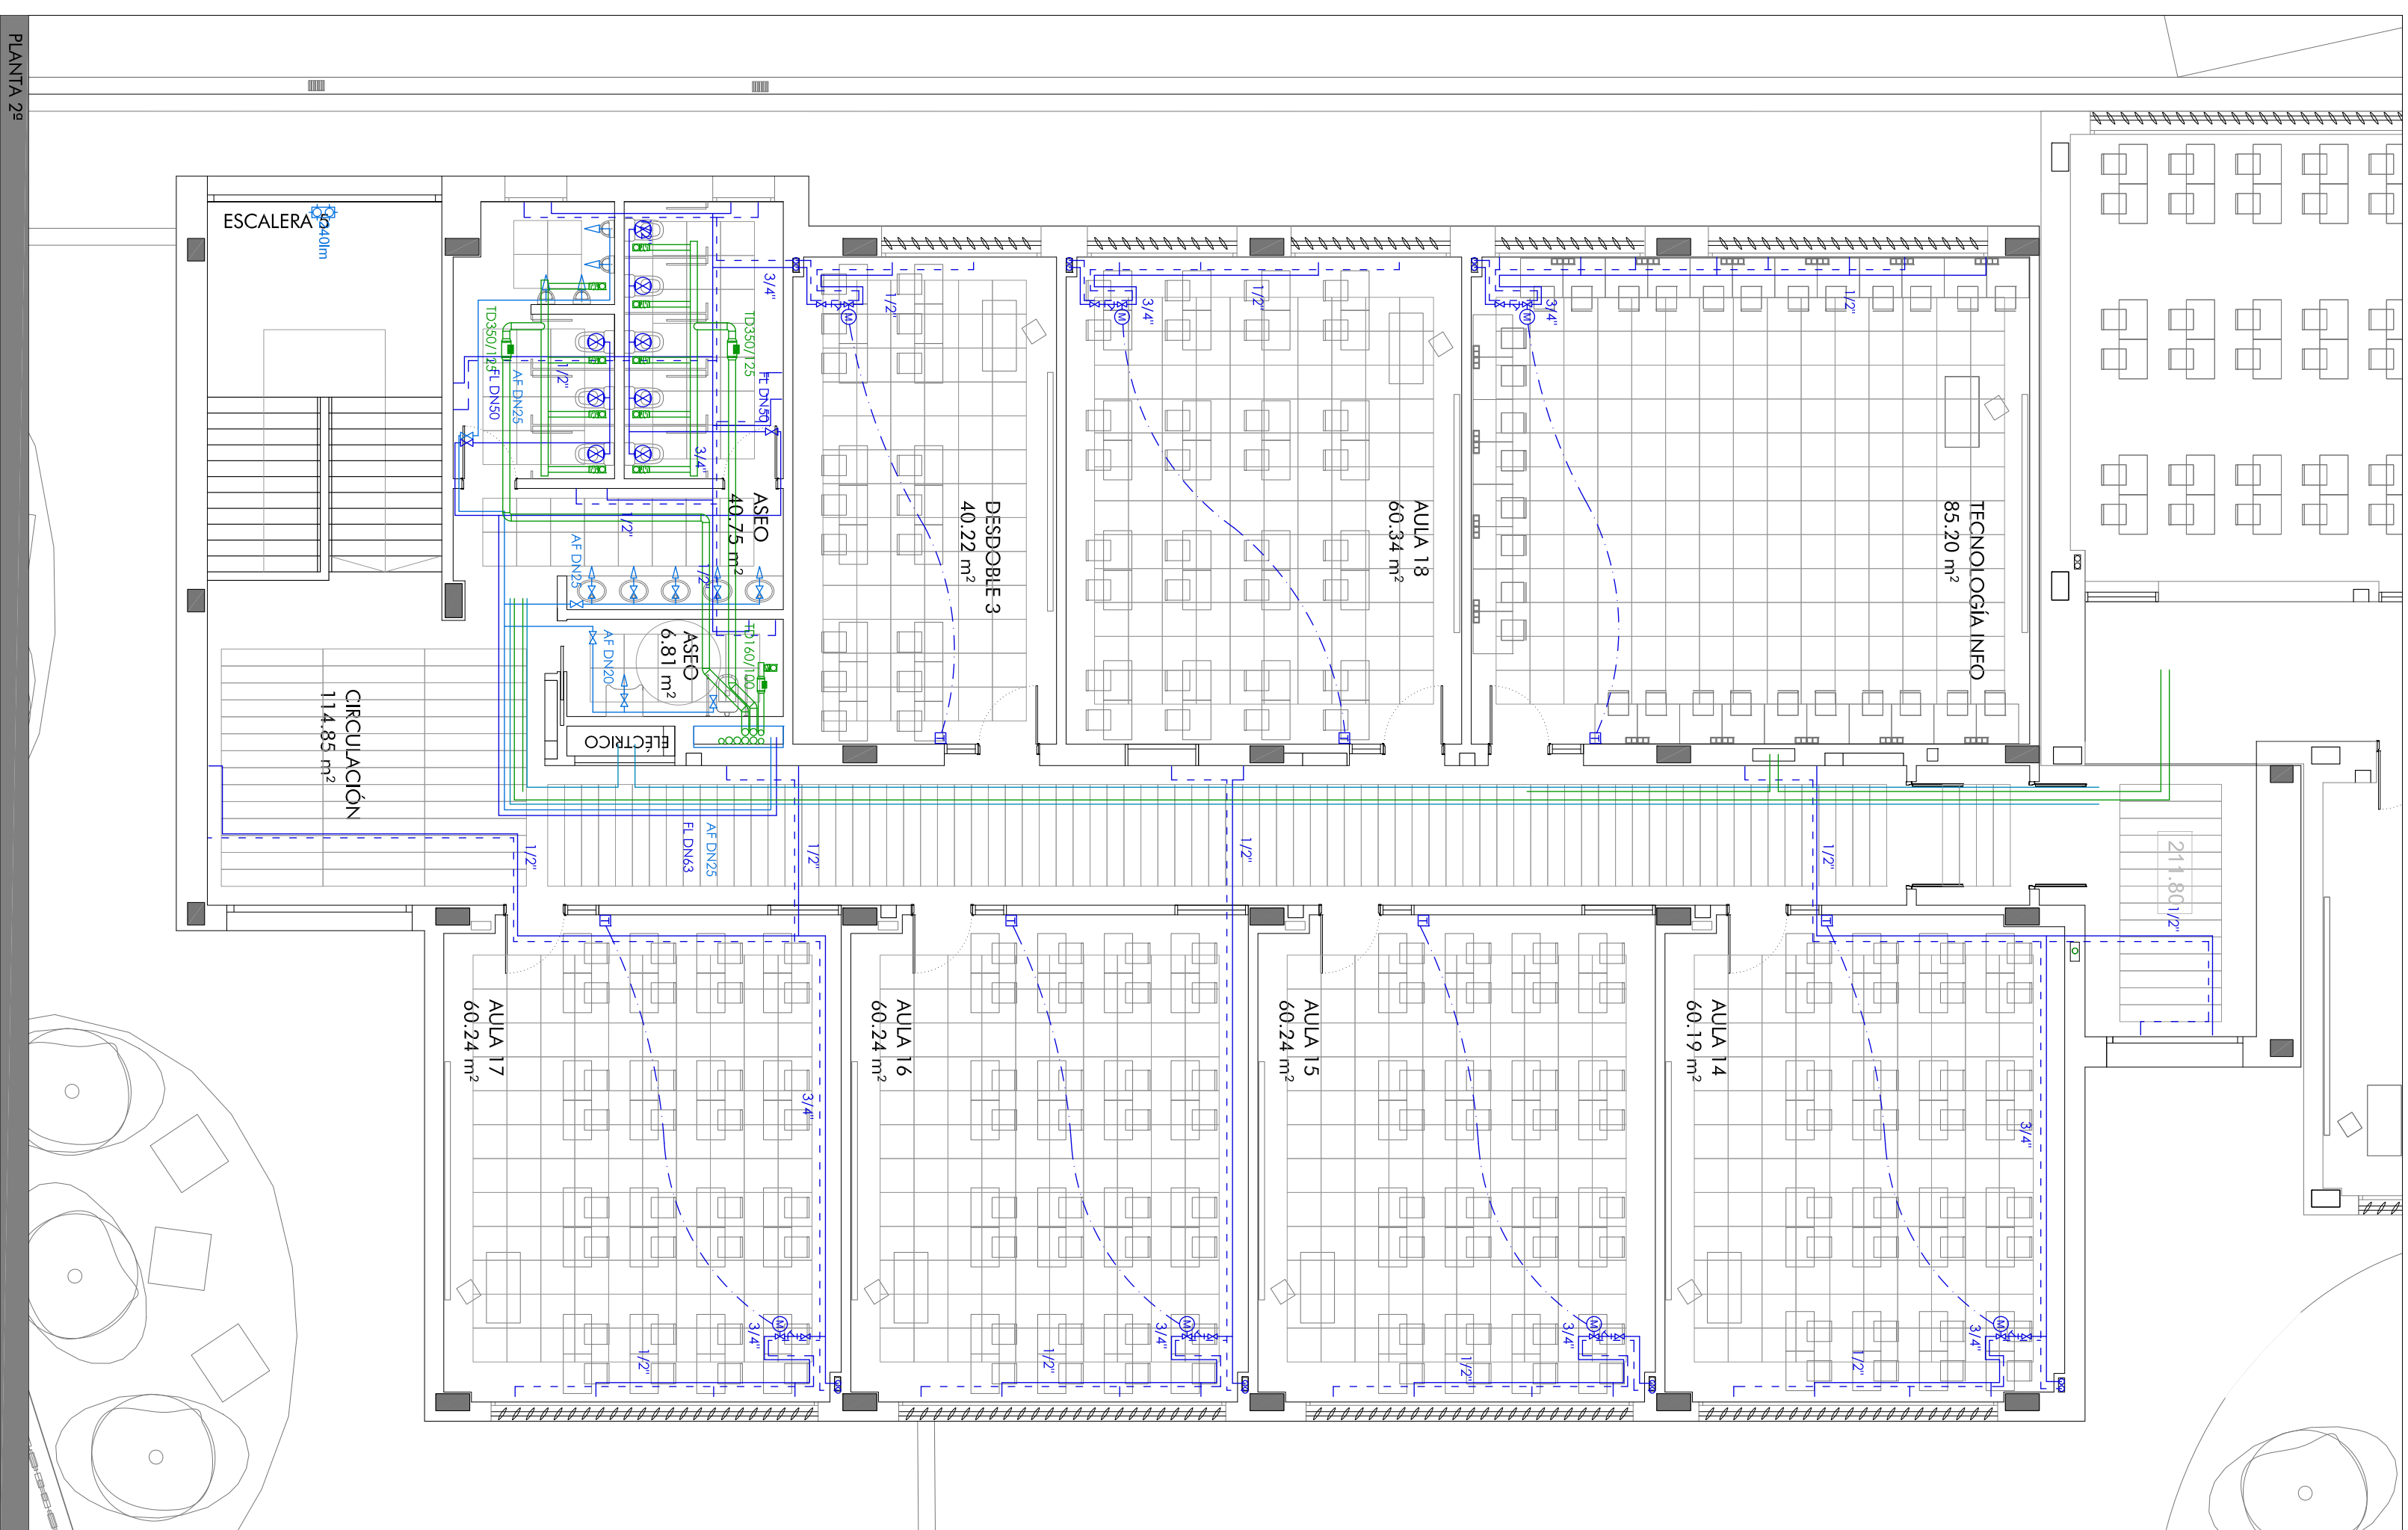 PLANTA 2ª
ESCALERA 5
240lm
TD350/125
FL DN50
AF DN25
1/2"
1/2"
TD350/125
FL DN50
3/4"
3/4"
ASEO
40.75 m²
1/2"
1/2"
AF DN25
AF DN20
ASEO
6.81 m²
TD160/100
ELÉCTRICO
DESDOBLE 3
40.22 m²
1/2"
AULA 18
60.34 m²
3/4"
1/2"
TECNOLOGÍA INFO
85.20 m²
3/4"
1/2"
M
M
M
T
T
T
CIRCULACIÓN
114.85 m²
FL DN63
AF DN25
1/2"
1/2"
1/2"
1/2"
211.80
1/2"
AULA 17
60.24 m²
3/4"
3/4"
1/2"
AULA 16
60.24 m²
3/4"
1/2"
AULA 15
60.24 m²
3/4"
1/2"
AULA 14
60.19 m²
3/4"
3/4"
1/2"
T
T
T
T
M
M
M
M